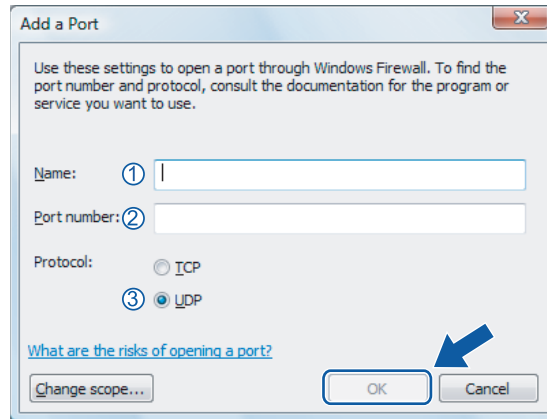 Add a Port
Use these settings to open a port through Windows Firewall. To find the
port number and protocol, consult the documentation for the program or
service you want to use.
Name: ①
Port number: ②
Protocol: TCP
③ UDP
What are the risks of opening a port?
Change scope... OK Cancel